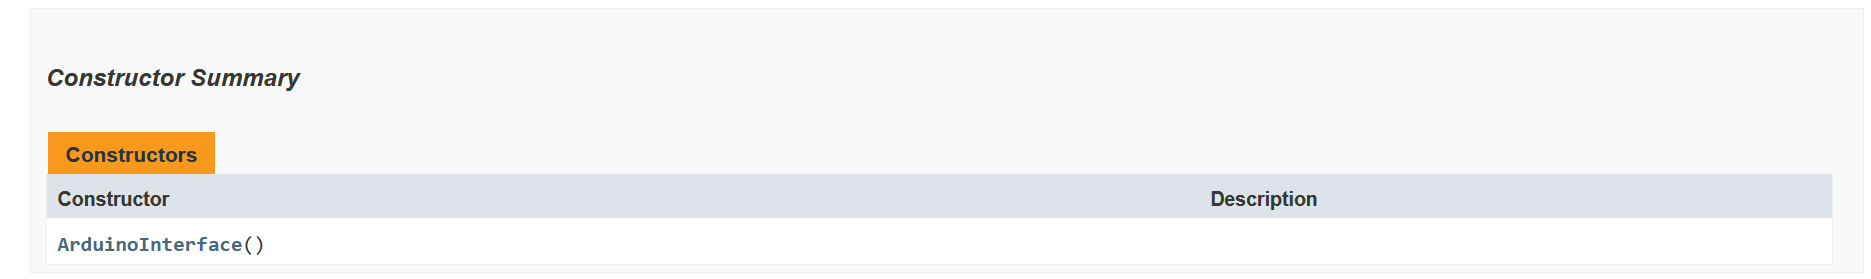 Constructor Summary
Constructors
Constructor Description
ArduinoInterface()